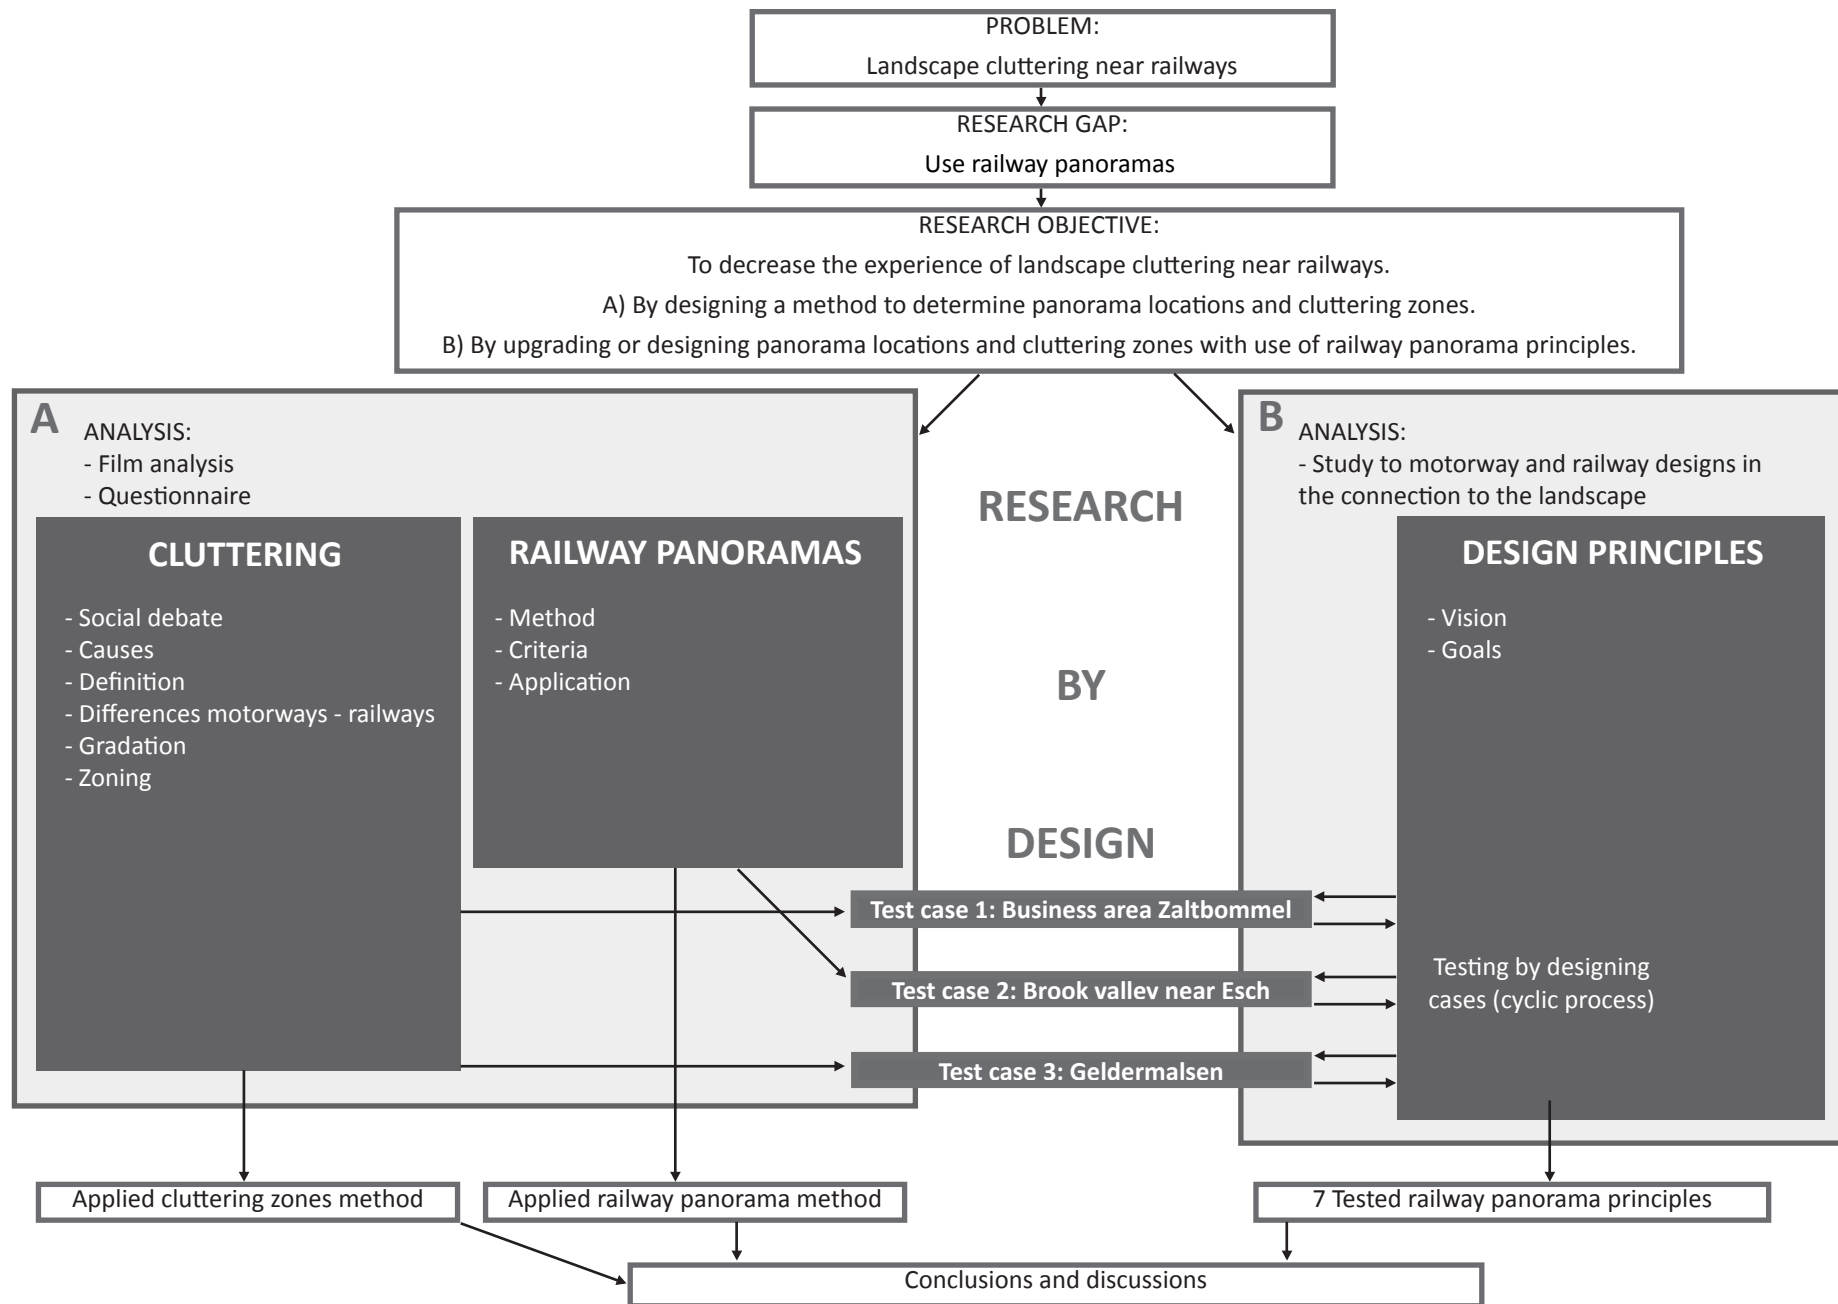 PROBLEM:
Landscape cluttering near railways
RESEARCH GAP:
Use railway panoramas
RESEARCH OBJECTIVE:
To decrease the experience of landscape cluttering near railways.
A) By designing a method to determine panorama locations and cluttering zones.
B) By upgrading or designing panorama locations and cluttering zones with use of railway panorama principles.
A
ANALYSIS:
- Film analysis
- Questionnaire
CLUTTERING
- Social debate
- Causes
- Definition
- Differences motorways - railways
- Gradation
- Zoning
RAILWAY PANORAMAS
- Method
- Criteria
- Application
RESEARCH
BY
DESIGN
B
ANALYSIS:
- Study to motorway and railway designs in
the connection to the landscape
DESIGN PRINCIPLES
- Vision
- Goals
Testing by designing
cases (cyclic process)
Test case 1: Business area Zaltbommel
Test case 2: Brook valley near Esch
Test case 3: Geldermalsen
Applied cluttering zones method
Applied railway panorama method
7 Tested railway panorama principles
Conclusions and discussions